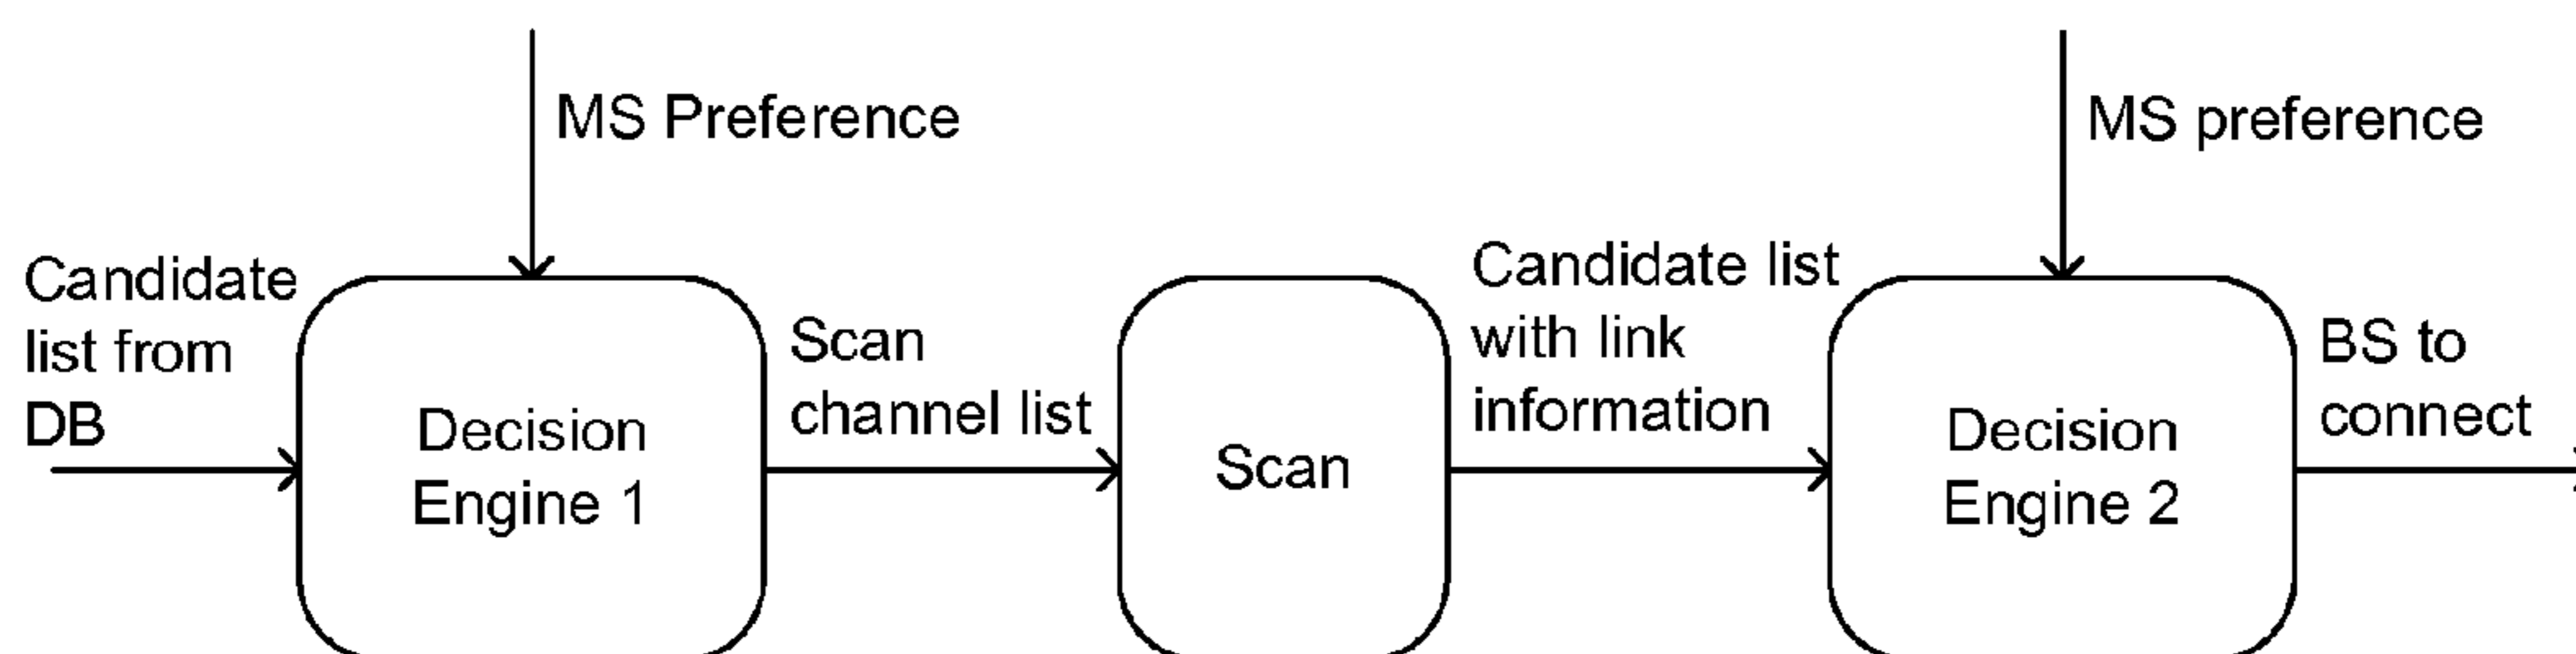 MS Preference
MS preference
Candidate
list from
DB
Decision
Engine 1
Scan
channel list
Scan
Candidate list
with link
information
Decision
Engine 2
BS to
connect